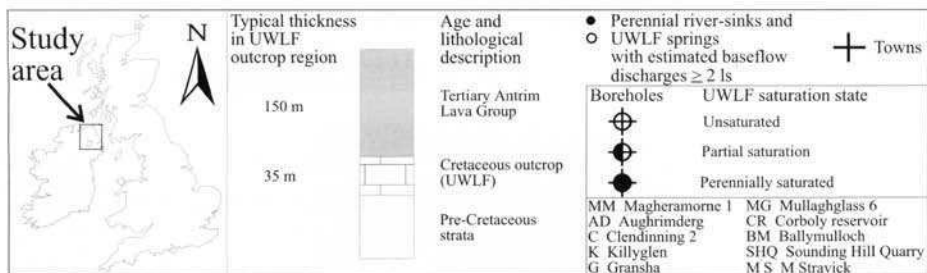 Study
area
N
Typical thickness
in UWLF
outcrop region
150 m
35 m
Age and
lithological
description
Tertiary Antrim
Lava Group
Cretaceous outcrop
(UWLF)
Pre-Cretaceous
strata
Perennial river-sinks and
UWLF springs
with estimated baseflow
discharges ≥ 2 ls
Towns
Boreholes UWLF saturation state
Unsaturated
Partial saturation
Perennially saturated
MM Magheramorne 1
AD Aughrimderg
C Clendinning 2
K Killyglen
G Gransha
MG Mullaghglass 6
CR Corboly reservoir
BM Ballymulloch
SHQ Sounding Hill Quarry
M S M Stravick